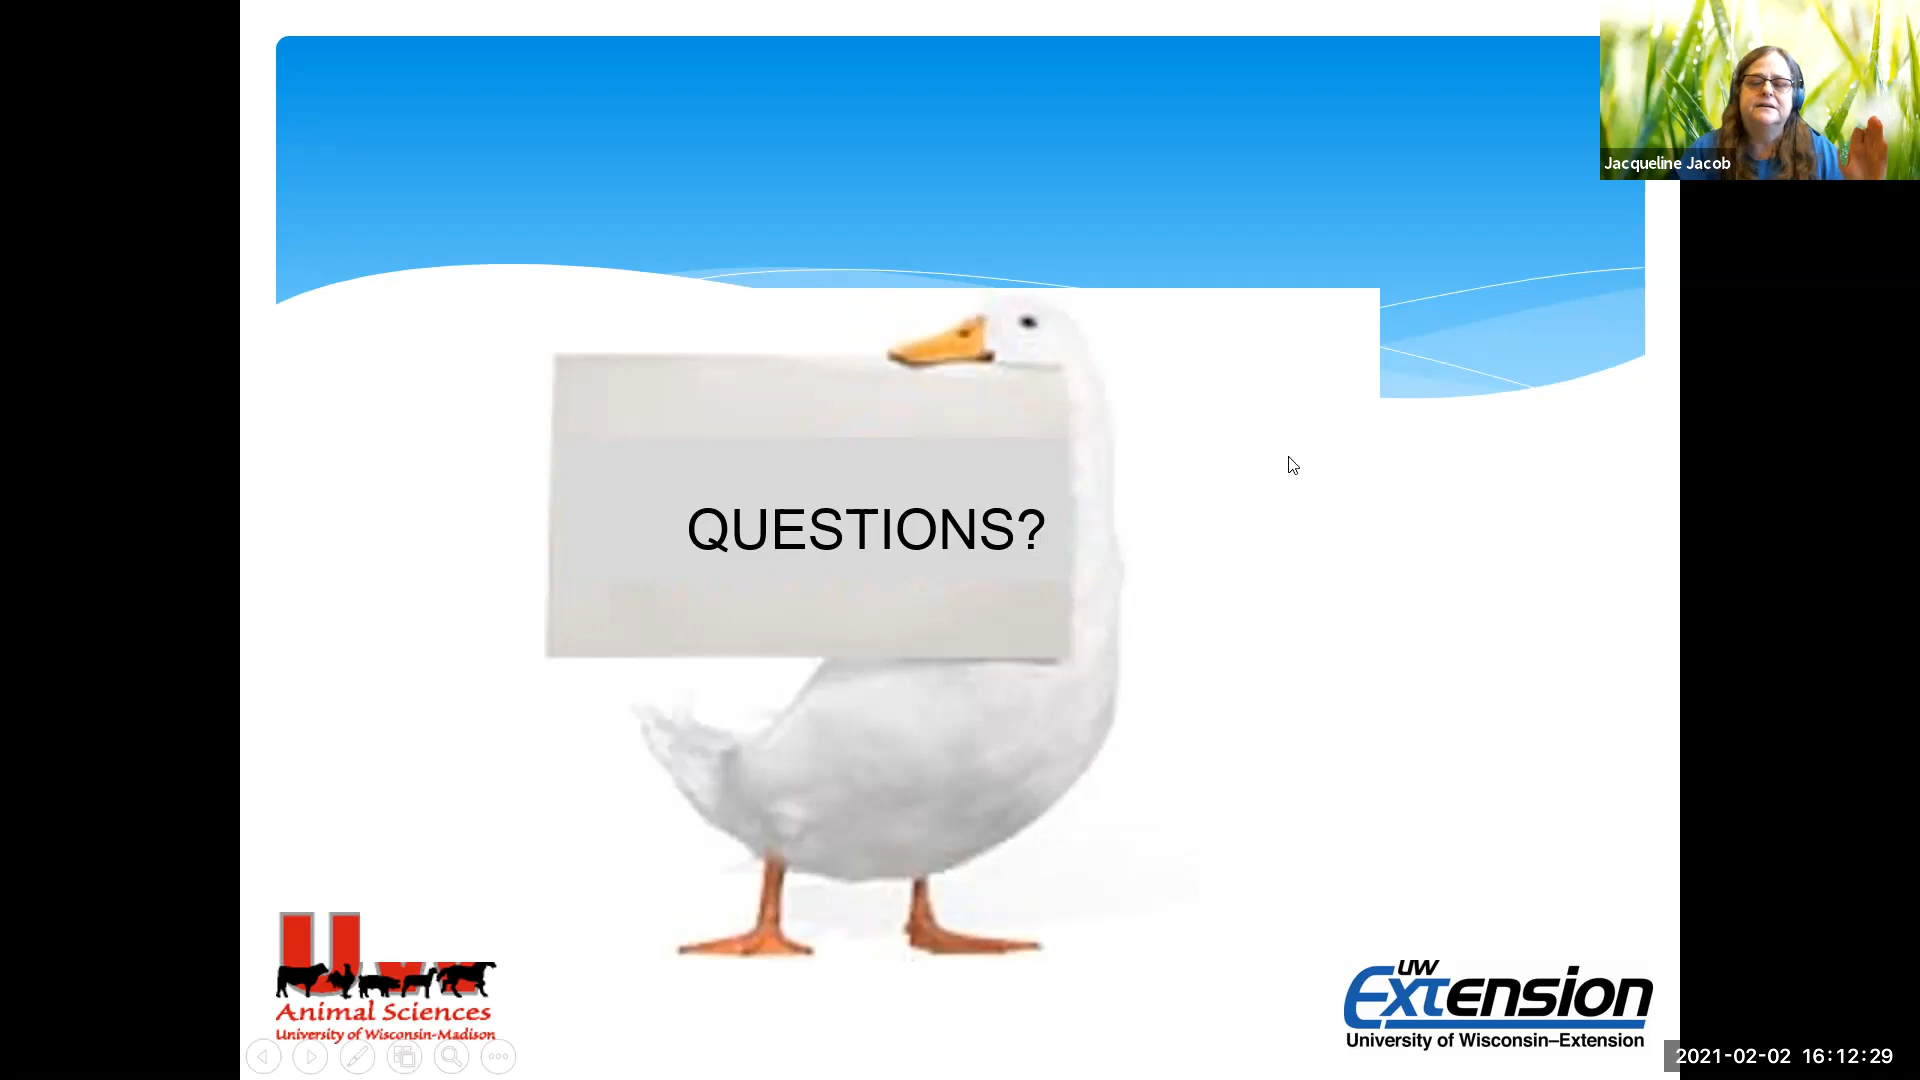 Jacqueline Jacob
QUESTIONS?
Animal Sciences
University of Wisconsin-Madison
UW
Extension
University of Wisconsin–Extension
2021-02-02 16:12:29